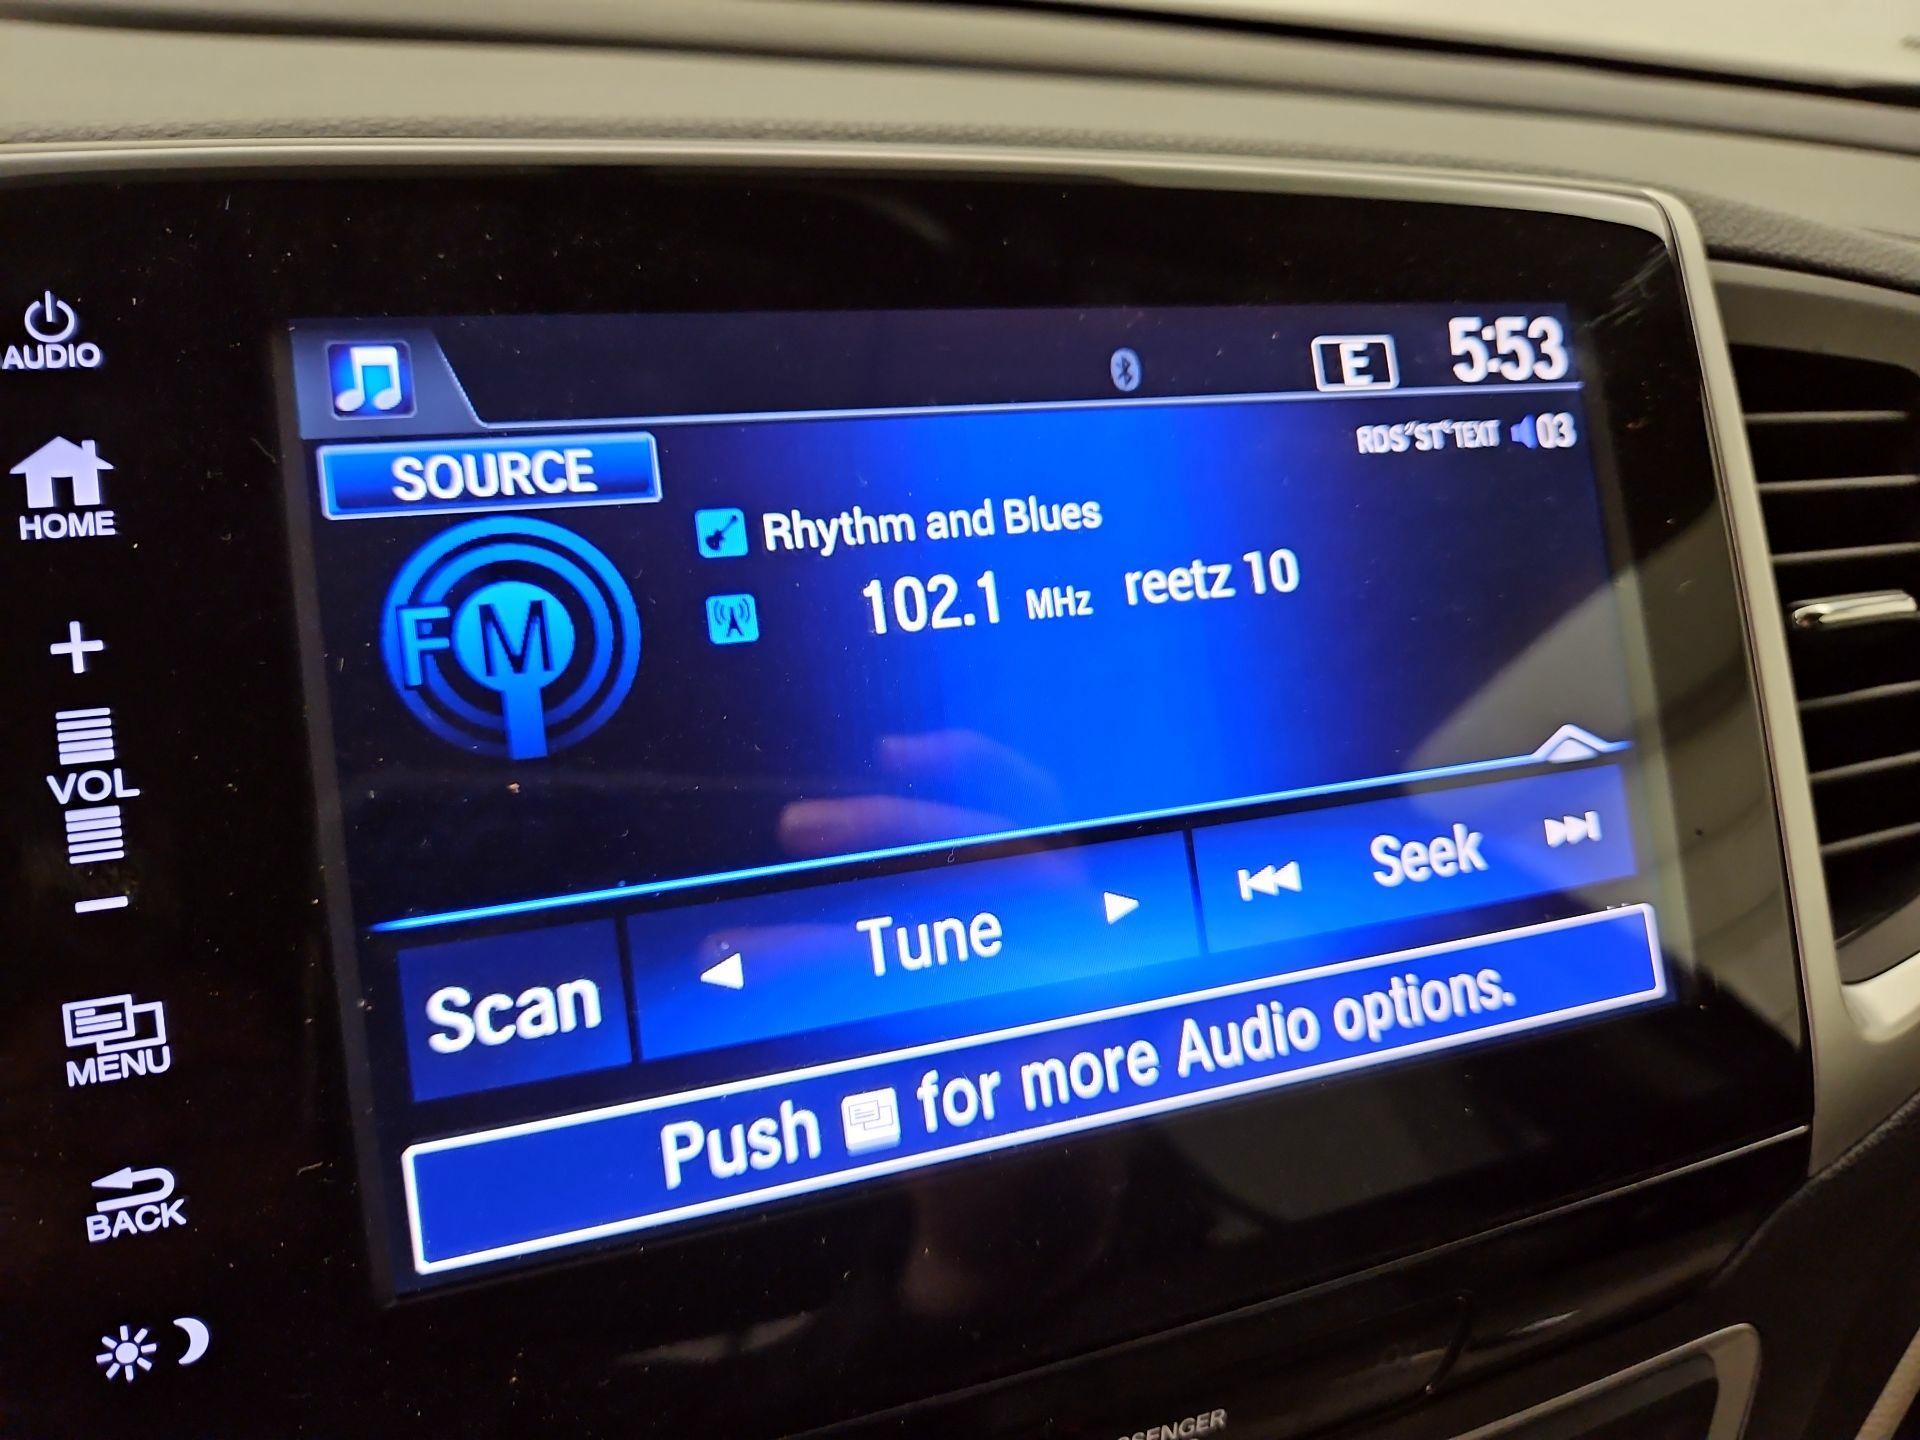 AUDIO
HOME
VOL
MENU
BACK
E 5:53
RDS ST TEXT 03
SOURCE
FM
Rhythm and Blues
102.1 MHz reetz 10
Scan
Tune
Seek
Push for more Audio options.